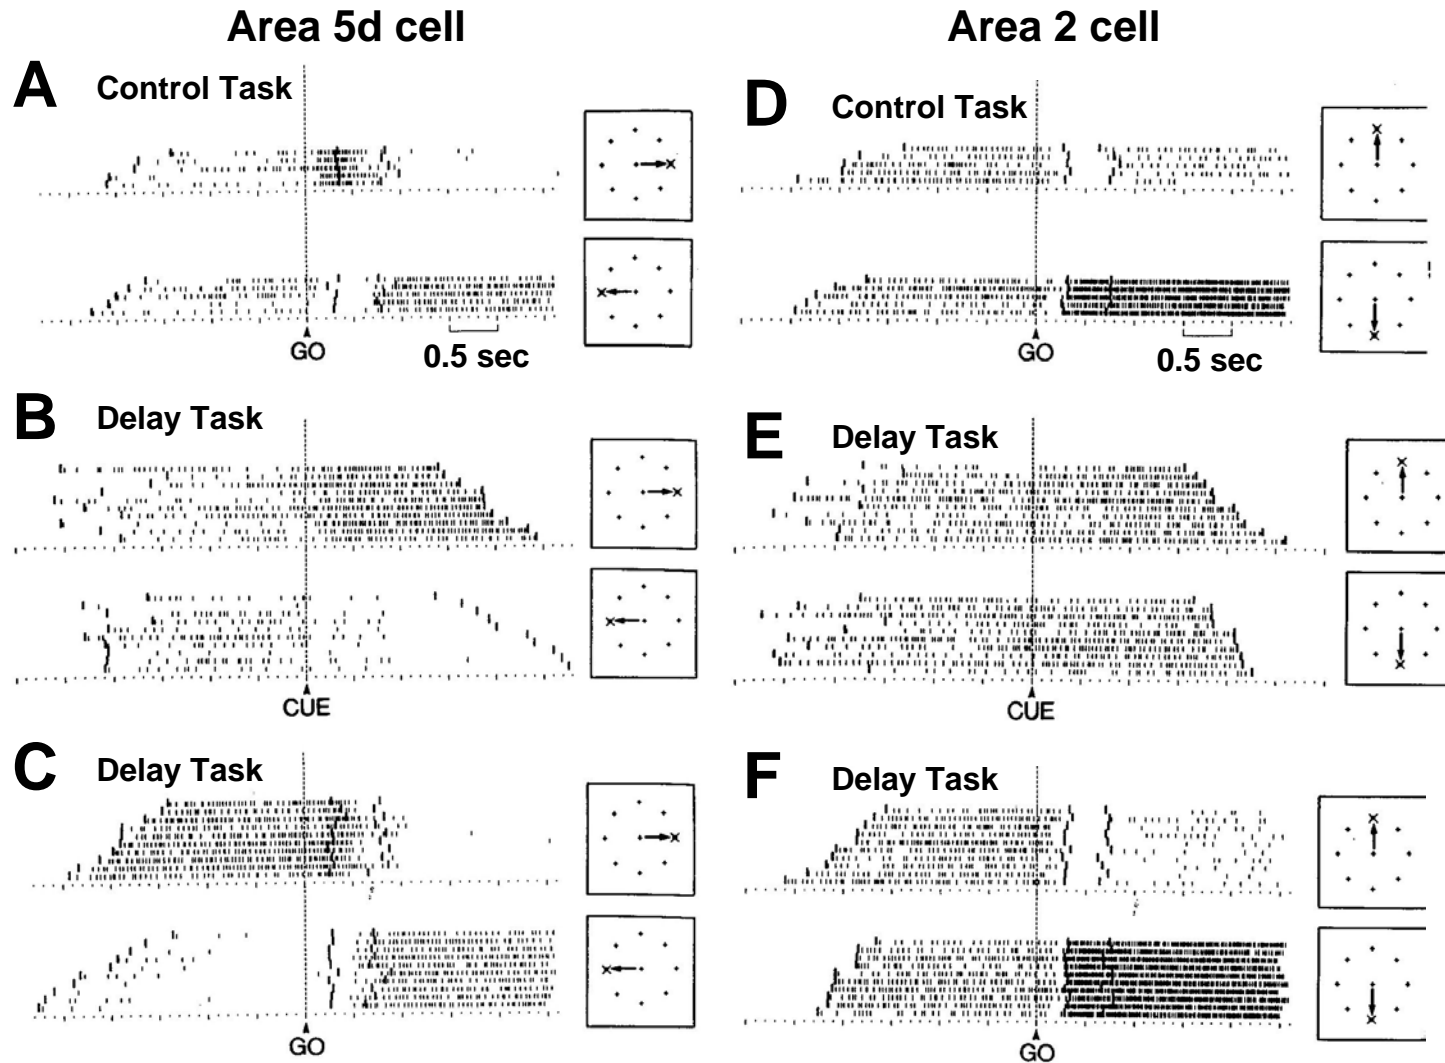 Area 5d cell
Area 2 cell
A Control Task
GO
0.5 sec
B Delay Task
CUE
C Delay Task
GO
D Control Task
GO
0.5 sec
E Delay Task
CUE
F Delay Task
GO